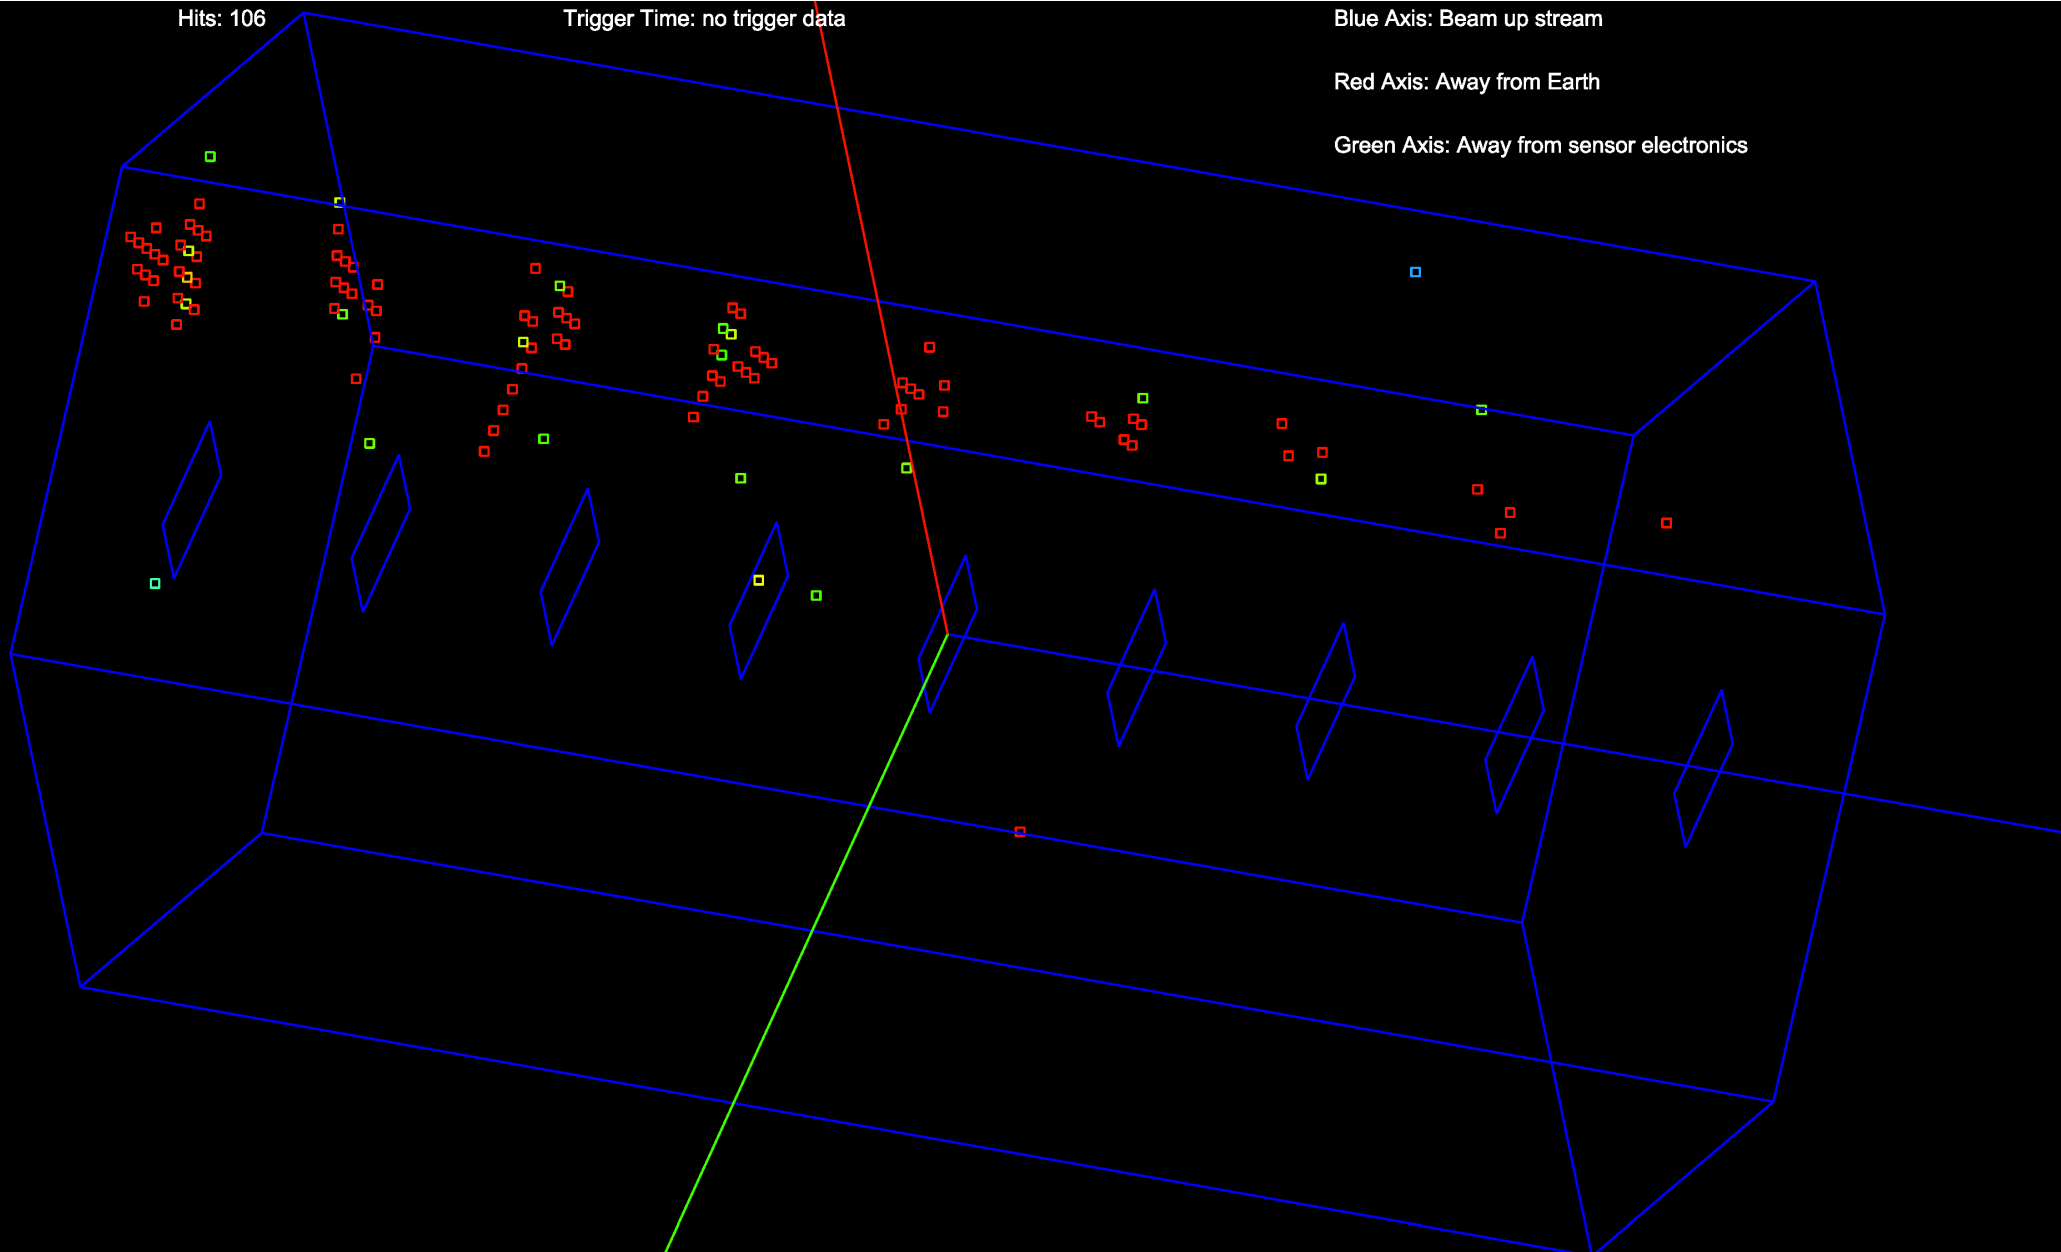 Hits: 106
Trigger Time: no trigger data
Blue Axis: Beam up stream
Red Axis: Away from Earth
Green Axis: Away from sensor electronics